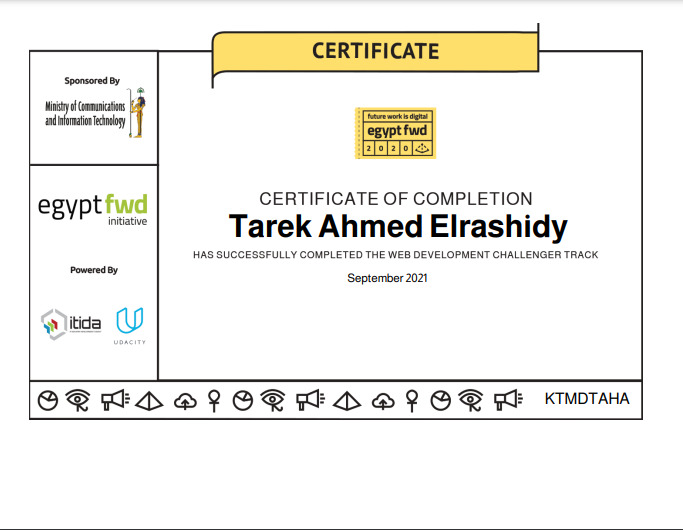 CERTIFICATE
Sponsored By
Ministry of Communications
and Information Technology
egypt fwd
initiative
Powered By
itida
UDACITY
future work is digital
egypt fwd
2 0 2 0
CERTIFICATE OF COMPLETION
Tarek Ahmed Elrashidy
HAS SUCCESSFULLY COMPLETED THE WEB DEVELOPMENT CHALLENGER TRACK
September 2021
KTMDTAHA